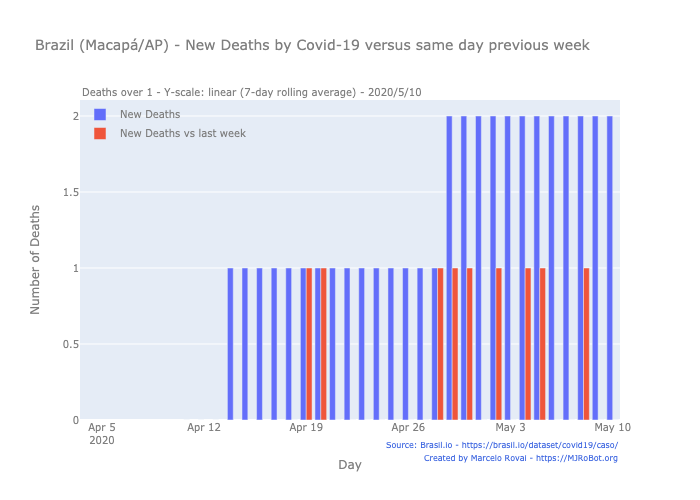 Brazil (Macapá/AP) - New Deaths by Covid-19 versus same day previous week
Deaths over 1 - Y-scale: linear (7-day rolling average) - 2020/5/10
New Deaths
New Deaths vs last week
2
1.5
1
0.5
0
Number of Deaths
Apr 5
2020
Apr 12
Apr 19
Apr 26
May 3
May 10
Day
Source: Brasil.io - https://brasil.io/dataset/covid19/caso/
Created by Marcelo Rovai - https://MJRoBot.org